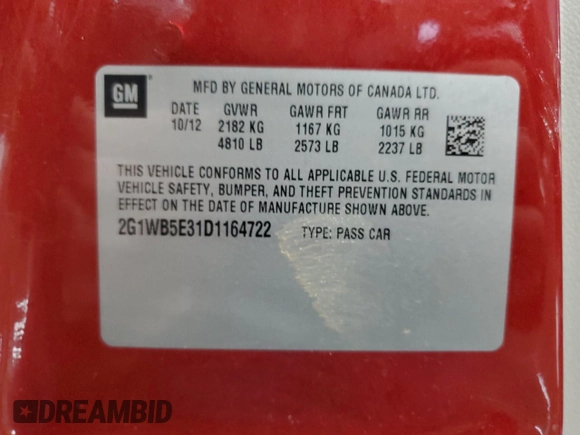 GM
MFD BY GENERAL MOTORS OF CANADA LTD.
DATE GVWR GAWR FRT GAWR RR
10/12 2182 KG 1167 KG 1015 KG
4810 LB 2573 LB 2237 LB
THIS VEHICLE CONFORMS TO ALL APPLICABLE U.S. FEDERAL MOTOR
VEHICLE SAFETY, BUMPER, AND THEFT PREVENTION STANDARDS IN
EFFECT ON THE DATE OF MANUFACTURE SHOWN ABOVE.
2G1WB5E31D1164722 TYPE: PASS CAR
DREAMBID